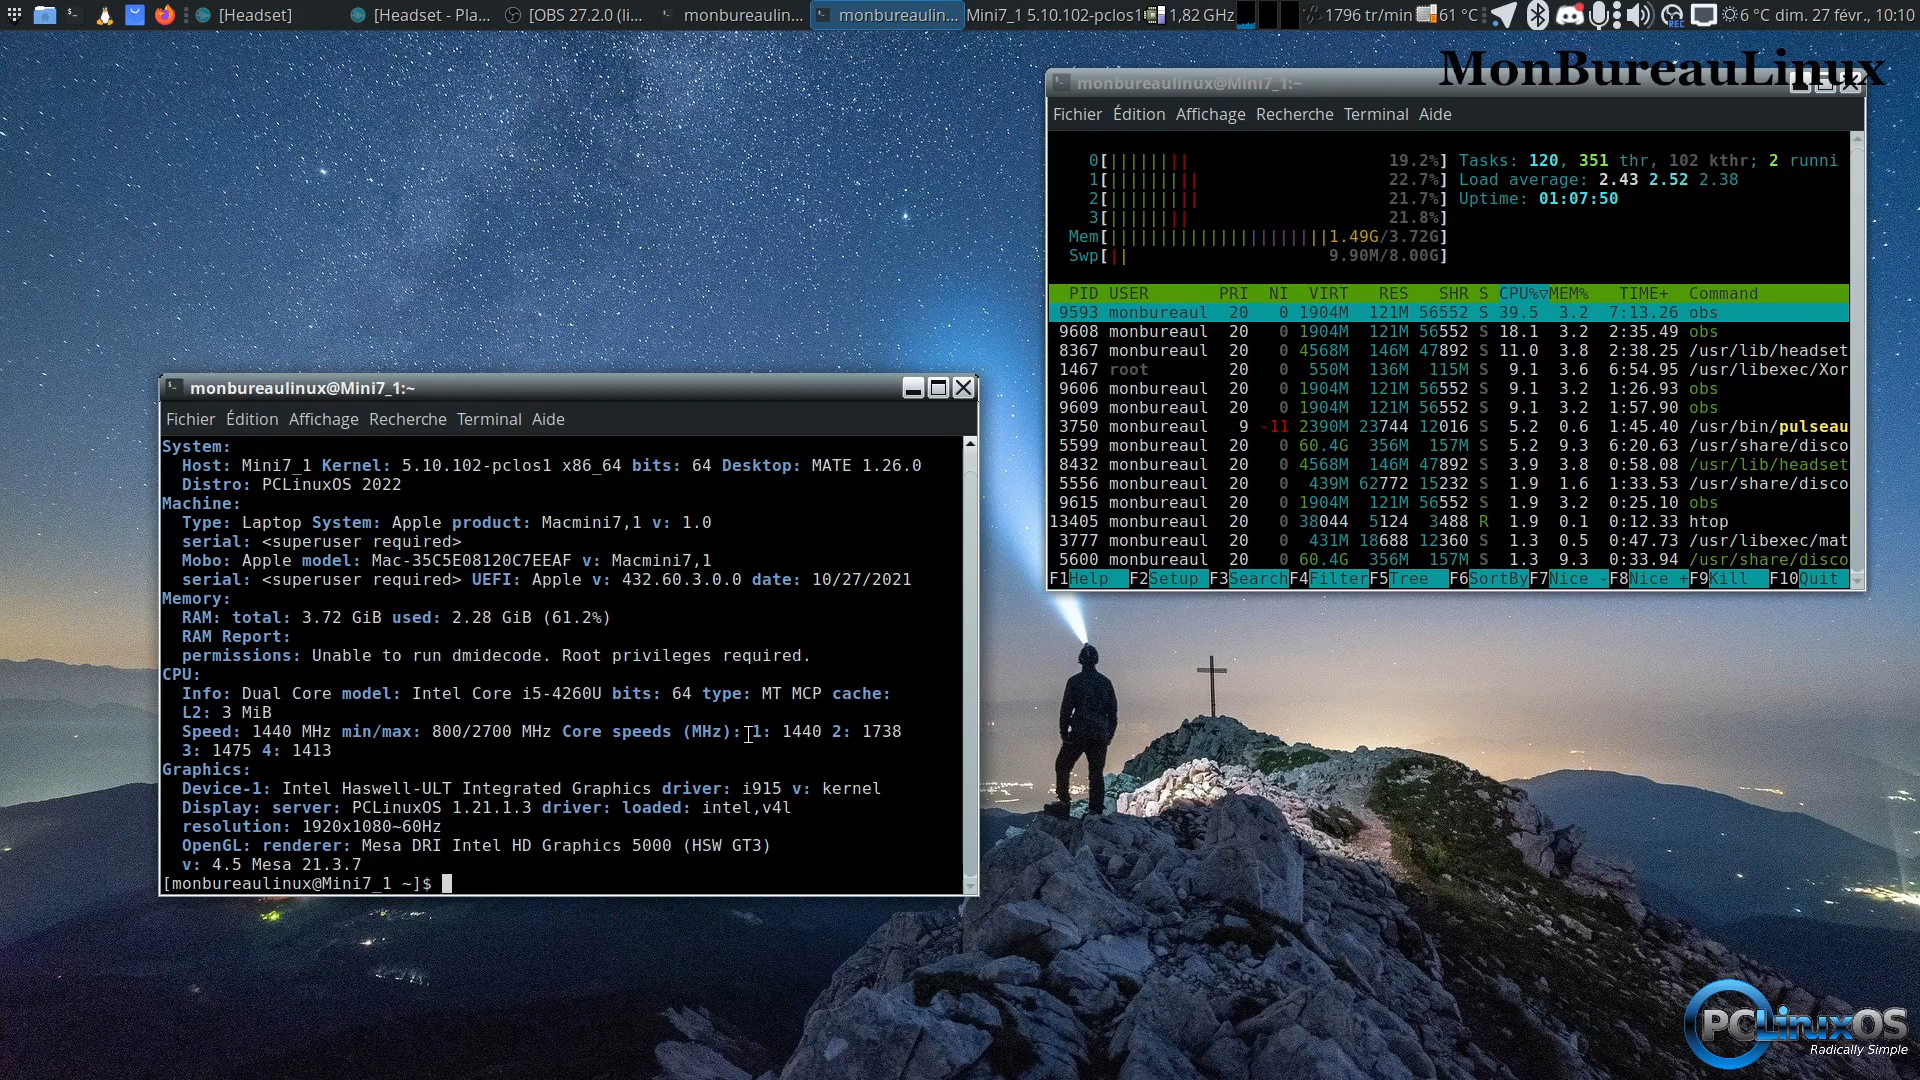 [Headset] [Headset - Pla... [OBS 27.2.0 (li... monbureaulin... monbureaulin... Mini7_1 5.10.102-pclos1 1,82 GHz 1796 tr/min 61 °C REC 6 °C dim. 27 févr., 10:10
MonBureauLinux
monbureaulinux@Mini7_1:~
Fichier Édition Affichage Recherche Terminal Aide
0[|||||||| 19.2%] Tasks: 120, 351 thr, 102 kthr; 2 runni
1[||||||||| 22.7%] Load average: 2.43 2.52 2.38
2[||||||||| 21.7%] Uptime: 01:07:50
3[|||||||| 21.8%]
Mem[||||||||||||||||||||||1.49G/3.72G]
Swp[|| 9.90M/8.00G]
PID USER PRI NI VIRT RES SHR S CPU%▽MEM% TIME+ Command
9593 monbureaul 20 0 1904M 121M 56552 S 39.5 3.2 7:13.26 obs
9608 monbureaul 20 0 1904M 121M 56552 S 18.1 3.2 2:35.49 obs
8367 monbureaul 20 0 4568M 146M 47892 S 11.0 3.8 2:38.25 /usr/lib/headset
1467 root 20 0 550M 136M 115M S 9.1 3.6 6:54.95 /usr/libexec/Xor
9606 monbureaul 20 0 1904M 121M 56552 S 9.1 3.2 1:26.93 obs
9609 monbureaul 20 0 1904M 121M 56552 S 9.1 3.2 1:57.90 obs
3750 monbureaul 9 -11 2390M 23744 12016 S 5.2 0.6 1:45.40 /usr/bin/pulseau
5599 monbureaul 20 0 60.4G 356M 157M S 5.2 9.3 6:20.63 /usr/share/disco
8432 monbureaul 20 0 4568M 146M 47892 S 3.9 3.8 0:58.08 /usr/lib/headset
5556 monbureaul 20 0 439M 62772 15232 S 1.9 1.6 1:33.53 /usr/share/disco
9615 monbureaul 20 0 1904M 121M 56552 S 1.9 3.2 0:25.10 obs
13405 monbureaul 20 0 38044 5124 3488 R 1.9 0.1 0:12.33 htop
3777 monbureaul 20 0 431M 18688 12360 S 1.3 0.5 0:47.73 /usr/libexec/mat
5600 monbureaul 20 0 60.4G 356M 157M S 1.3 9.3 0:33.94 /usr/share/disco
F1Help F2Setup F3SearchF4FilterF5Tree F6SortByF7Nice -F8Nice +F9Kill F10Quit
monbureaulinux@Mini7_1:~
Fichier Édition Affichage Recherche Terminal Aide
System:
Host: Mini7_1 Kernel: 5.10.102-pclos1 x86_64 bits: 64 Desktop: MATE 1.26.0
Distro: PCLinuxOS 2022
Machine:
Type: Laptop System: Apple product: Macmini7,1 v: 1.0
serial: <superuser required>
Mobo: Apple model: Mac-35C5E08120C7EEAF v: Macmini7,1
serial: <superuser required> UEFI: Apple v: 432.60.3.0.0 date: 10/27/2021
Memory:
RAM: total: 3.72 GiB used: 2.28 GiB (61.2%)
RAM Report:
permissions: Unable to run dmidecode. Root privileges required.
CPU:
Info: Dual Core model: Intel Core i5-4260U bits: 64 type: MT MCP cache:
L2: 3 MiB
Speed: 1440 MHz min/max: 800/2700 MHz Core speeds (MHz): 1: 1440 2: 1738
3: 1475 4: 1413
Graphics:
Device-1: Intel Haswell-ULT Integrated Graphics driver: i915 v: kernel
Display: server: PCLinuxOS 1.21.1.3 driver: loaded: intel,v4l
resolution: 1920x1080~60Hz
OpenGL: renderer: Mesa DRI Intel HD Graphics 5000 (HSW GT3)
v: 4.5 Mesa 21.3.7
[monbureaulinux@Mini7_1 ~]$
PCLinuxOS
Radically Simple